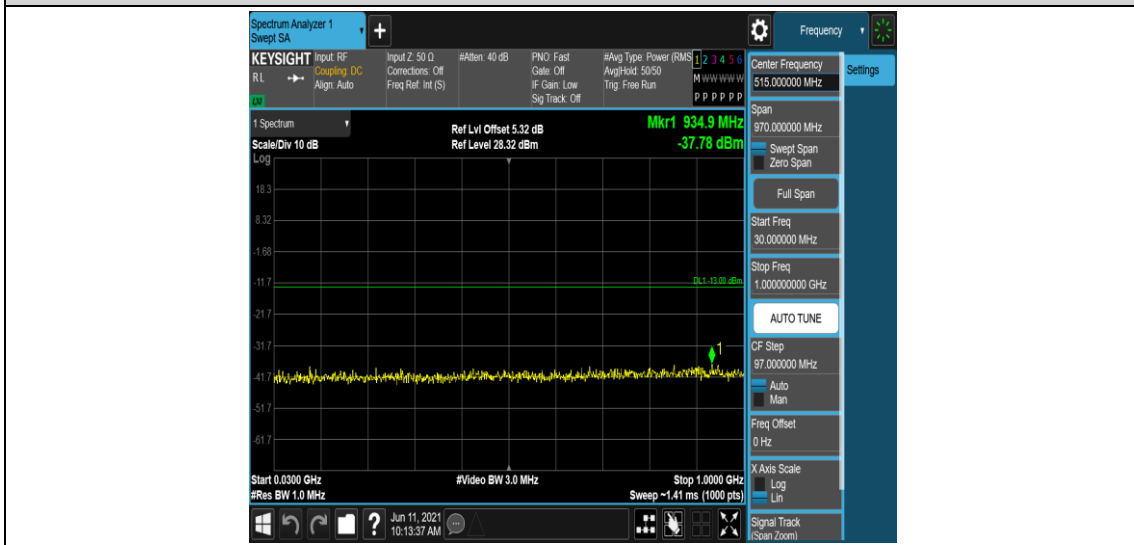 Spectrum Analyzer 1
Swept SA
+
Frequency
KEYSIGHT
RL
Input: RF
Coupling: DC
Align: Auto
Input Z: 50 Ω
Corrections: Off
Freq Ref: Int (S)
#Atten: 40 dB
PNO: Fast
Gate: Off
IF Gain: Low
Sig Track: Off
#Avg Type: Power (RMS
Avg|Hold: 50/50
Trig: Free Run
1 2 3 4 5 6
M W W W W W
P P P P P P
1 Spectrum
Scale/Div 10 dB
Log
Ref Lvl Offset 5.32 dB
Ref Level 28.32 dBm
Mkr1 934.9 MHz
-37.78 dBm
18.3
8.32
-1.68
-11.7
DL1 -13.00 dBm
-21.7
-31.7
1
-41.7
-51.7
-61.7
Start 0.0300 GHz
#Res BW 1.0 MHz
#Video BW 3.0 MHz
Stop 1.0000 GHz
Sweep ~1.41 ms (1000 pts)
?
Jun 11, 2021
10:13:37 AM
Center Frequency
515.000000 MHz
Settings
Span
970.000000 MHz
Swept Span
Zero Span
Full Span
Start Freq
30.000000 MHz
Stop Freq
1.000000000 GHz
AUTO TUNE
CF Step
97.000000 MHz
Auto
Man
Freq Offset
0 Hz
X Axis Scale
Log
Lin
Signal Track
(Span Zoom)